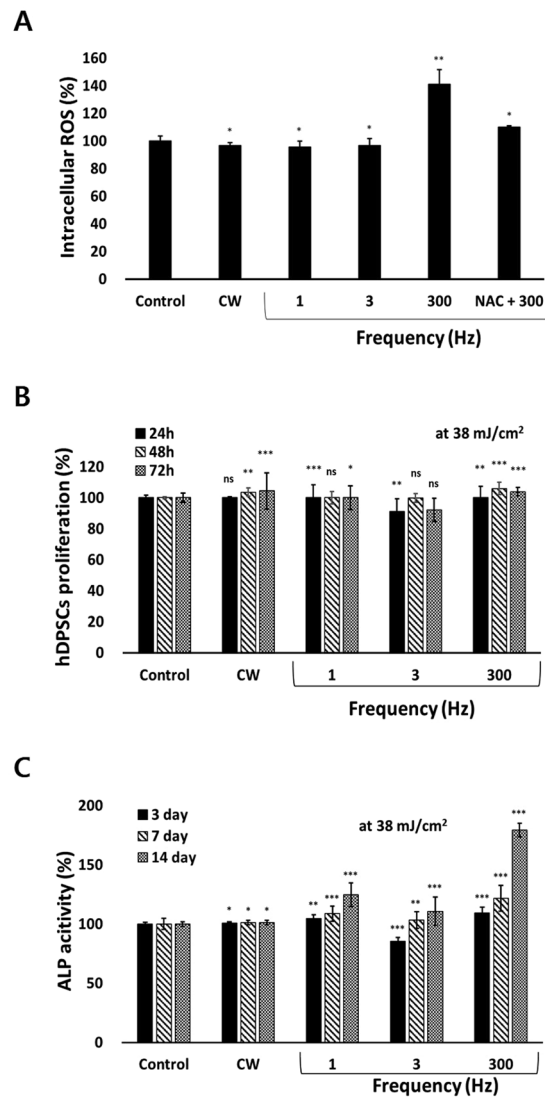 A
Intracellular ROS (%)
160
140
120
100
80
60
40
20
0
*
*
*
**
*
Control CW 1 3 300 NAC + 300
Frequency (Hz)
B
hDPSCs proliferation (%)
24h
48h
72h
at 38 mJ/cm²
120
100
80
60
40
20
0
ns ** *** *** ns * ** ns ns ** *** ***
Control CW 1 3 300
Frequency (Hz)
C
ALP acitivity (%)
3 day
7 day
14 day
at 38 mJ/cm²
200
150
100
50
0
* * * ** *** *** *** ** *** *** *** ***
Control CW 1 3 300
Frequency (Hz)